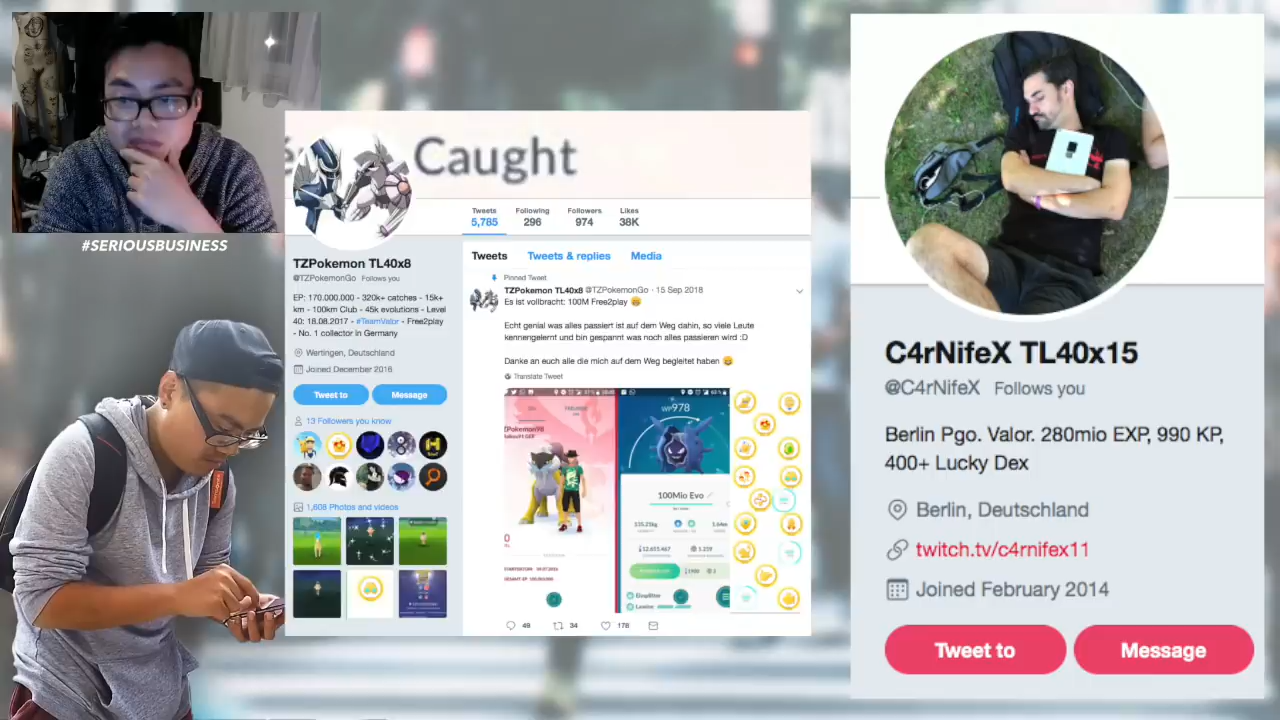 #SERIOUSBUSINESS
Caught
Tweets
5,785
Following
296
Followers
974
Likes
38K
TZPokemon TL40x8
@TZPokemonGo Follows you
EP: 170.000.000 - 320k+ catches - 15k+
km - 100km Club - 45k evolutions - Level
40: 18.08.2017 - #TeamValor - Free2play
- No. 1 collector in Germany
Wertingen, Deutschland
Joined December 2016
Tweet to
Message
13 Followers you know
1,608 Photos and videos
Tweets
Tweets & replies
Media
Pinned Tweet
TZPokemon TL40x8 @TZPokemonGo · 15 Sep 2018
Es ist vollbracht: 100M Free2play
Echt genial was alles passiert ist auf dem Weg dahin, so viele Leute
kennengelernt und bin gespannt was noch alles passieren wird :D
Danke an euch alle die mich auf dem Weg begleitet haben
Translate Tweet
WP978
100Mio Evo
49
34
178
C4rNifeX TL40x15
@C4rNifeX Follows you
Berlin Pgo. Valor. 280mio EXP, 990 KP,
400+ Lucky Dex
Berlin, Deutschland
twitch.tv/c4rnifex11
Joined February 2014
Tweet to
Message